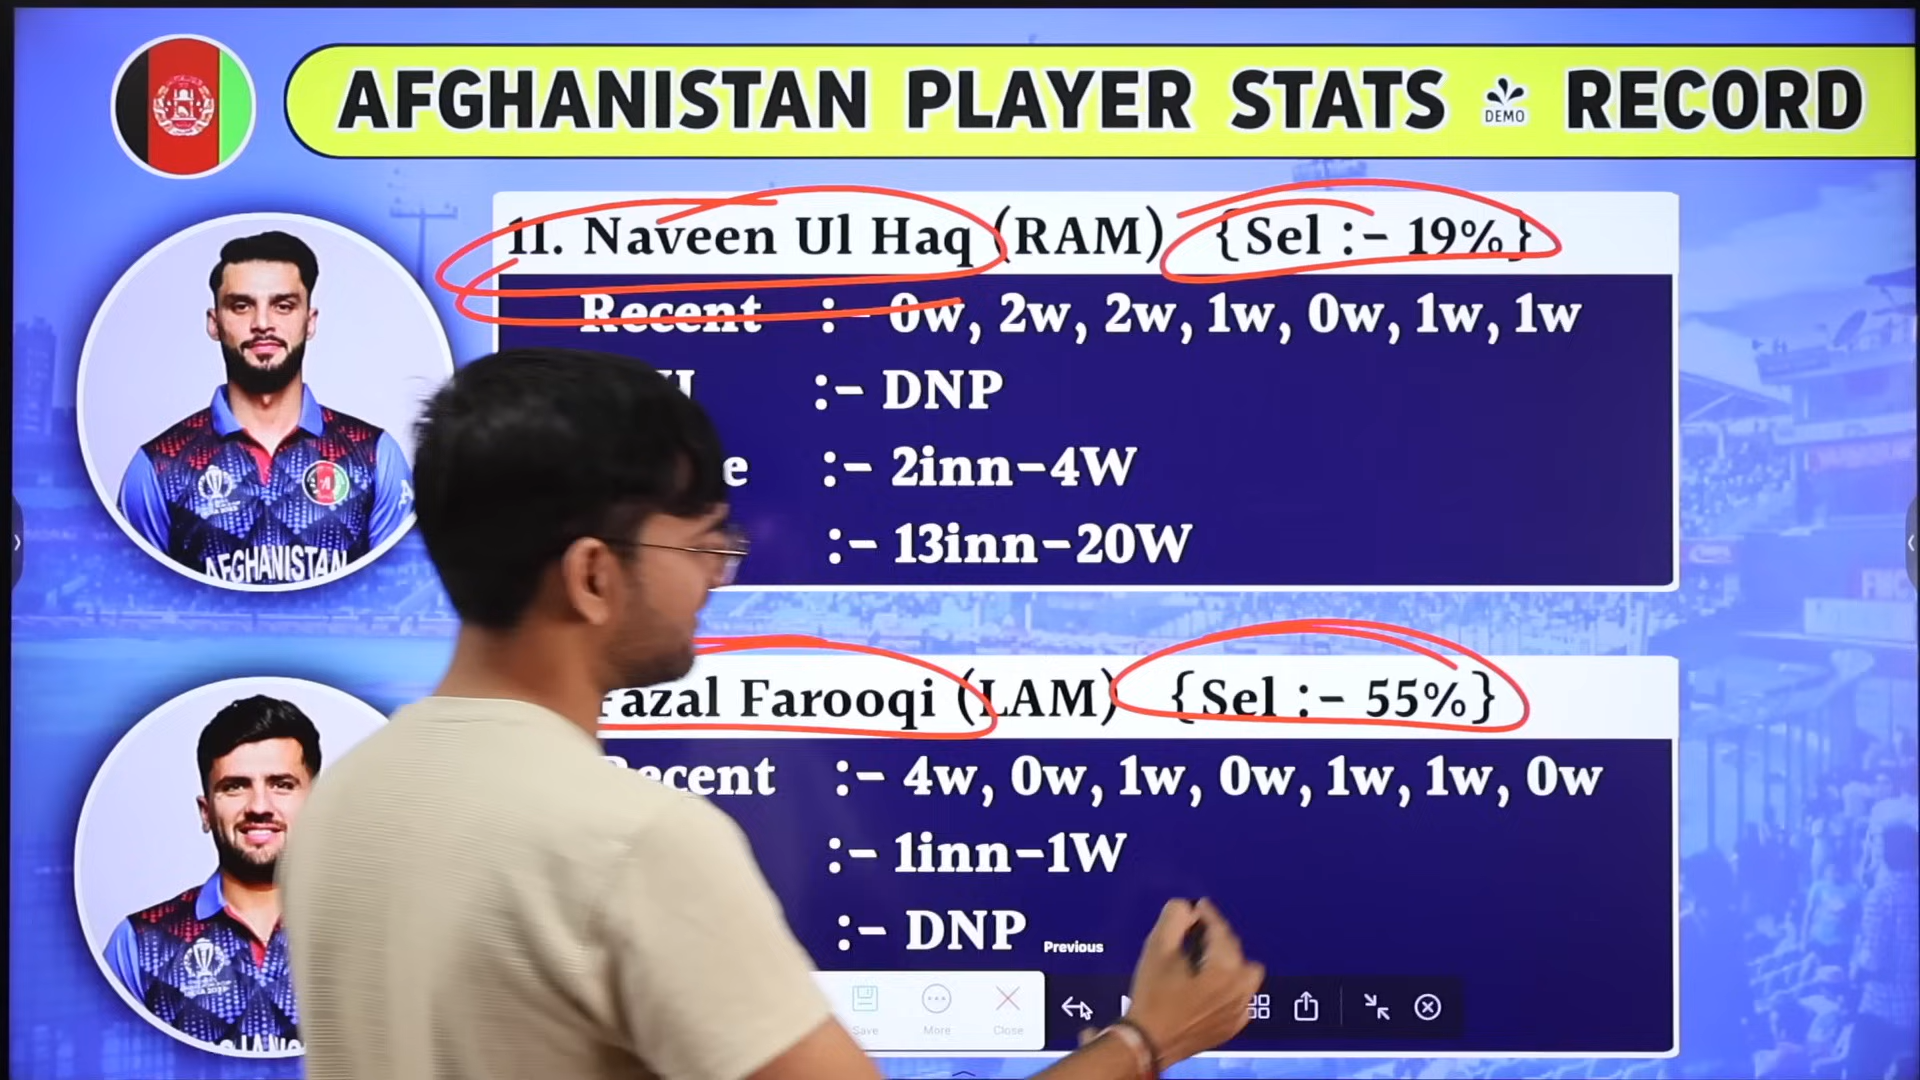 AFGHANISTAN PLAYER STATS & RECORD
DEMO
11. Naveen Ul Haq (RAM) {Sel :- 19%}
Recent :- 0w, 2w, 2w, 1w, 0w, 1w, 1w
:- DNP
e :- 2inn-4W
:- 13inn-20W
AFGHANISTAN
Fazal Farooqi (LAM) {Sel :- 55%}
Recent :- 4w, 0w, 1w, 0w, 1w, 1w, 0w
:- 1inn-1W
:- DNP
Previous
Save More Close